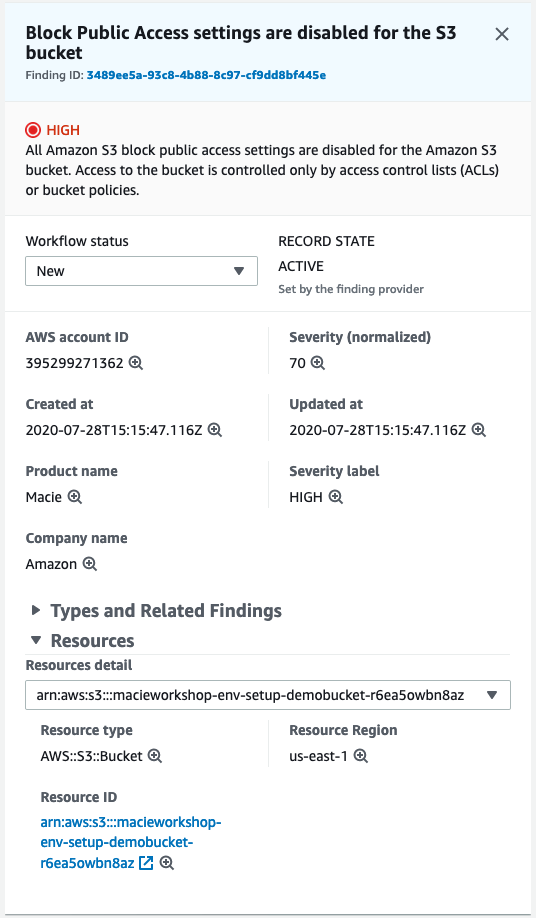 Block Public Access settings are disabled for the S3
bucket
Finding ID: 3489ee5a-93c8-4b88-8c97-cf9dd8bf445e
HIGH
All Amazon S3 block public access settings are disabled for the Amazon S3
bucket. Access to the bucket is controlled only by access control lists (ACLs)
or bucket policies.
Workflow status
New
RECORD STATE
ACTIVE
Set by the finding provider
AWS account ID
395299271362
Severity (normalized)
70
Created at
2020-07-28T15:15:47.116Z
Updated at
2020-07-28T15:15:47.116Z
Product name
Macie
Severity label
HIGH
Company name
Amazon
Types and Related Findings
Resources
Resources detail
arn:aws:s3:::macieworkshop-env-setup-demobucket-r6ea5owbn8az
Resource type
AWS::S3::Bucket
Resource Region
us-east-1
Resource ID
arn:aws:s3:::macieworkshop-
env-setup-demobucket-
r6ea5owbn8az